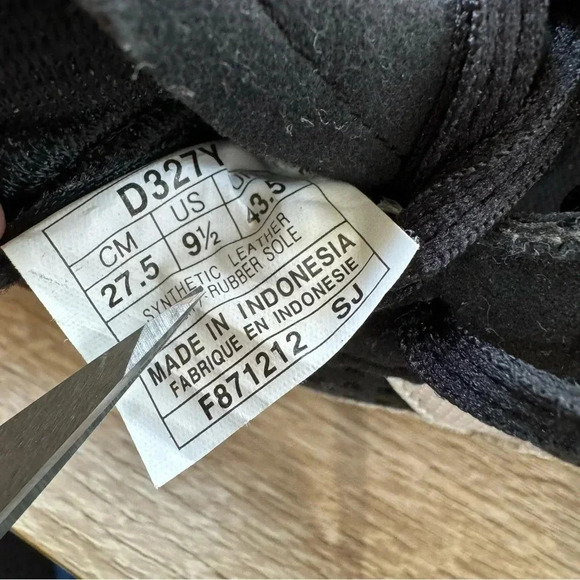 D327Y
CM US
27.5 9½ 43.5
SYNTHETIC LEATHER
RUBBER SOLE
MADE IN INDONESIA
FABRIQUE EN INDONESIE
F871212 SJ